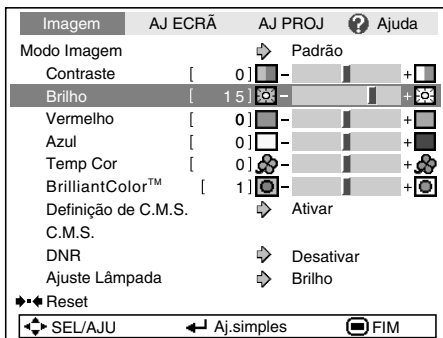 Imagem AJ ECRÃ AJ PROJ ? Ajuda
Modo Imagem Padrão
Contraste [ 0] - +
Brilho [ 15] - +
Vermelho [ 0] - +
Azul [ 0] - +
Temp Cor [ 0] - +
BrilliantColor™ [ 1] - +
Definição de C.M.S. Ativar
C.M.S.
DNR Desativar
Ajuste Lâmpada Brilho
Reset
SEL/AJU Aj.simples FIM